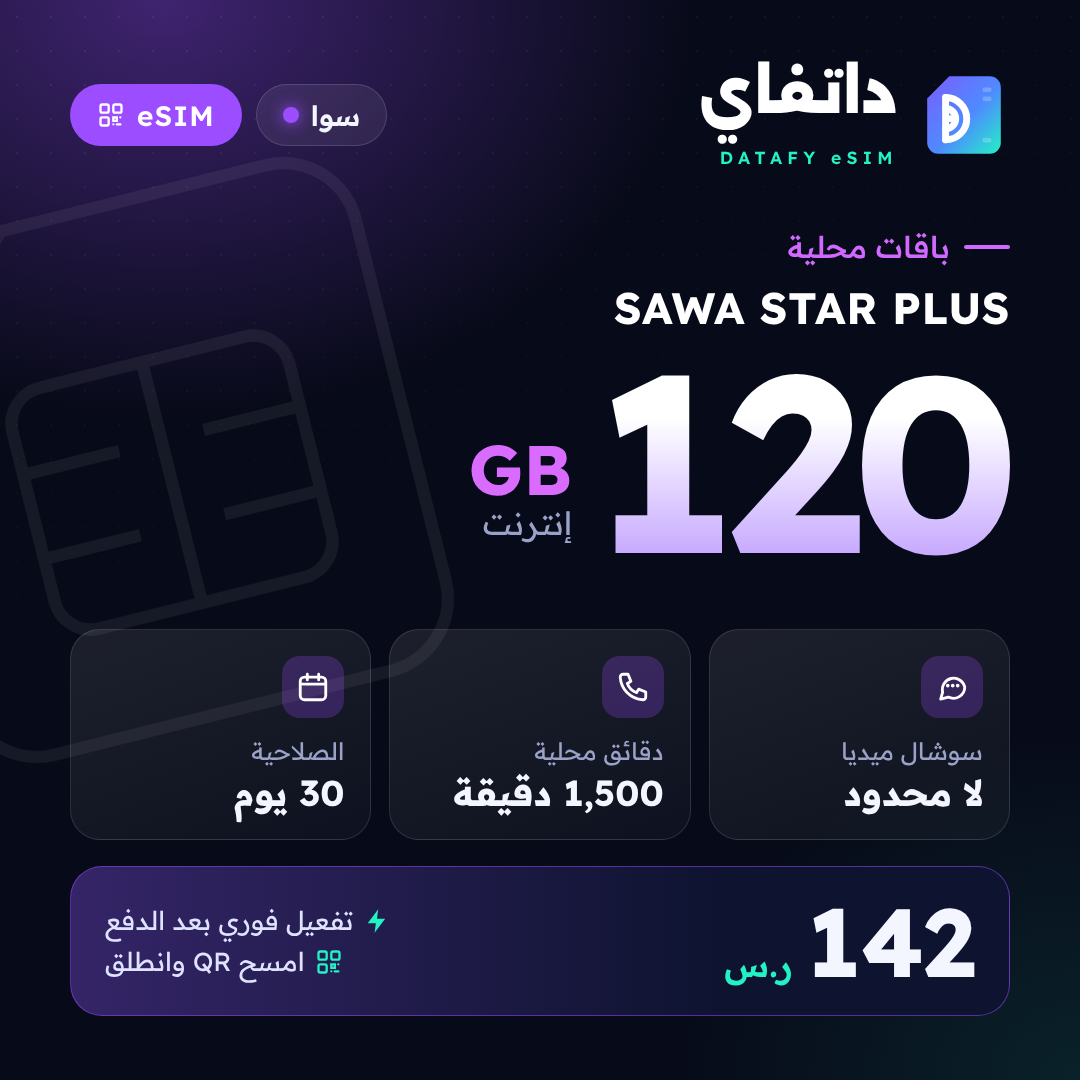 داتفاي
DATAFY eSIM
سوا
eSIM
باقات محلية
SAWA STAR PLUS
120 GB
إنترنت
سوشال ميديا
لا محدود
دقائق محلية
1,500 دقيقة
الصلاحية
30 يوم
142 ر.س
تفعيل فوري بعد الدفع
امسح QR وانطلق